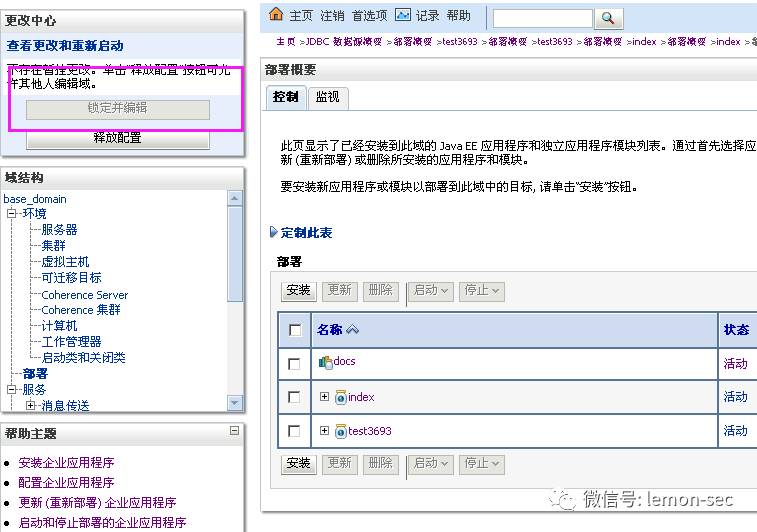 更改中心
查看更改和重新启动
不存在暂挂更改。单击"释放配置"按钮可允
许其他人编辑域。
锁定并编辑
释放配置
域结构
base_domain
环境
服务器
集群
虚拟主机
可迁移目标
Coherence Server
Coherence 集群
计算机
工作管理器
启动类和关闭类
部署
服务
消息传送
帮助主题
安装企业应用程序
配置企业应用程序
更新 (重新部署) 企业应用程序
启动和停止部署的企业应用程序
主页 注销 首选项 记录 帮助
主页 >JDBC 数据源概要 >部署概要 >test3693 >部署概要 >test3693 >部署概要 >index >部署概要 >index >
部署概要
控制 监视
此页显示了已经安装到此域的 Java EE 应用程序和独立应用程序模块列表。通过首先选择应
新 (重新部署) 或删除所安装的应用程序和模块。
要安装新应用程序或模块以部署到此域中的目标, 请单击"安装"按钮。
定制此表
部署
安装 更新 删除 启动 停止
名称 状态
docs 活动
index 活动
test3693 活动
安装 更新 删除 启动 停止
微信号: lemon-sec